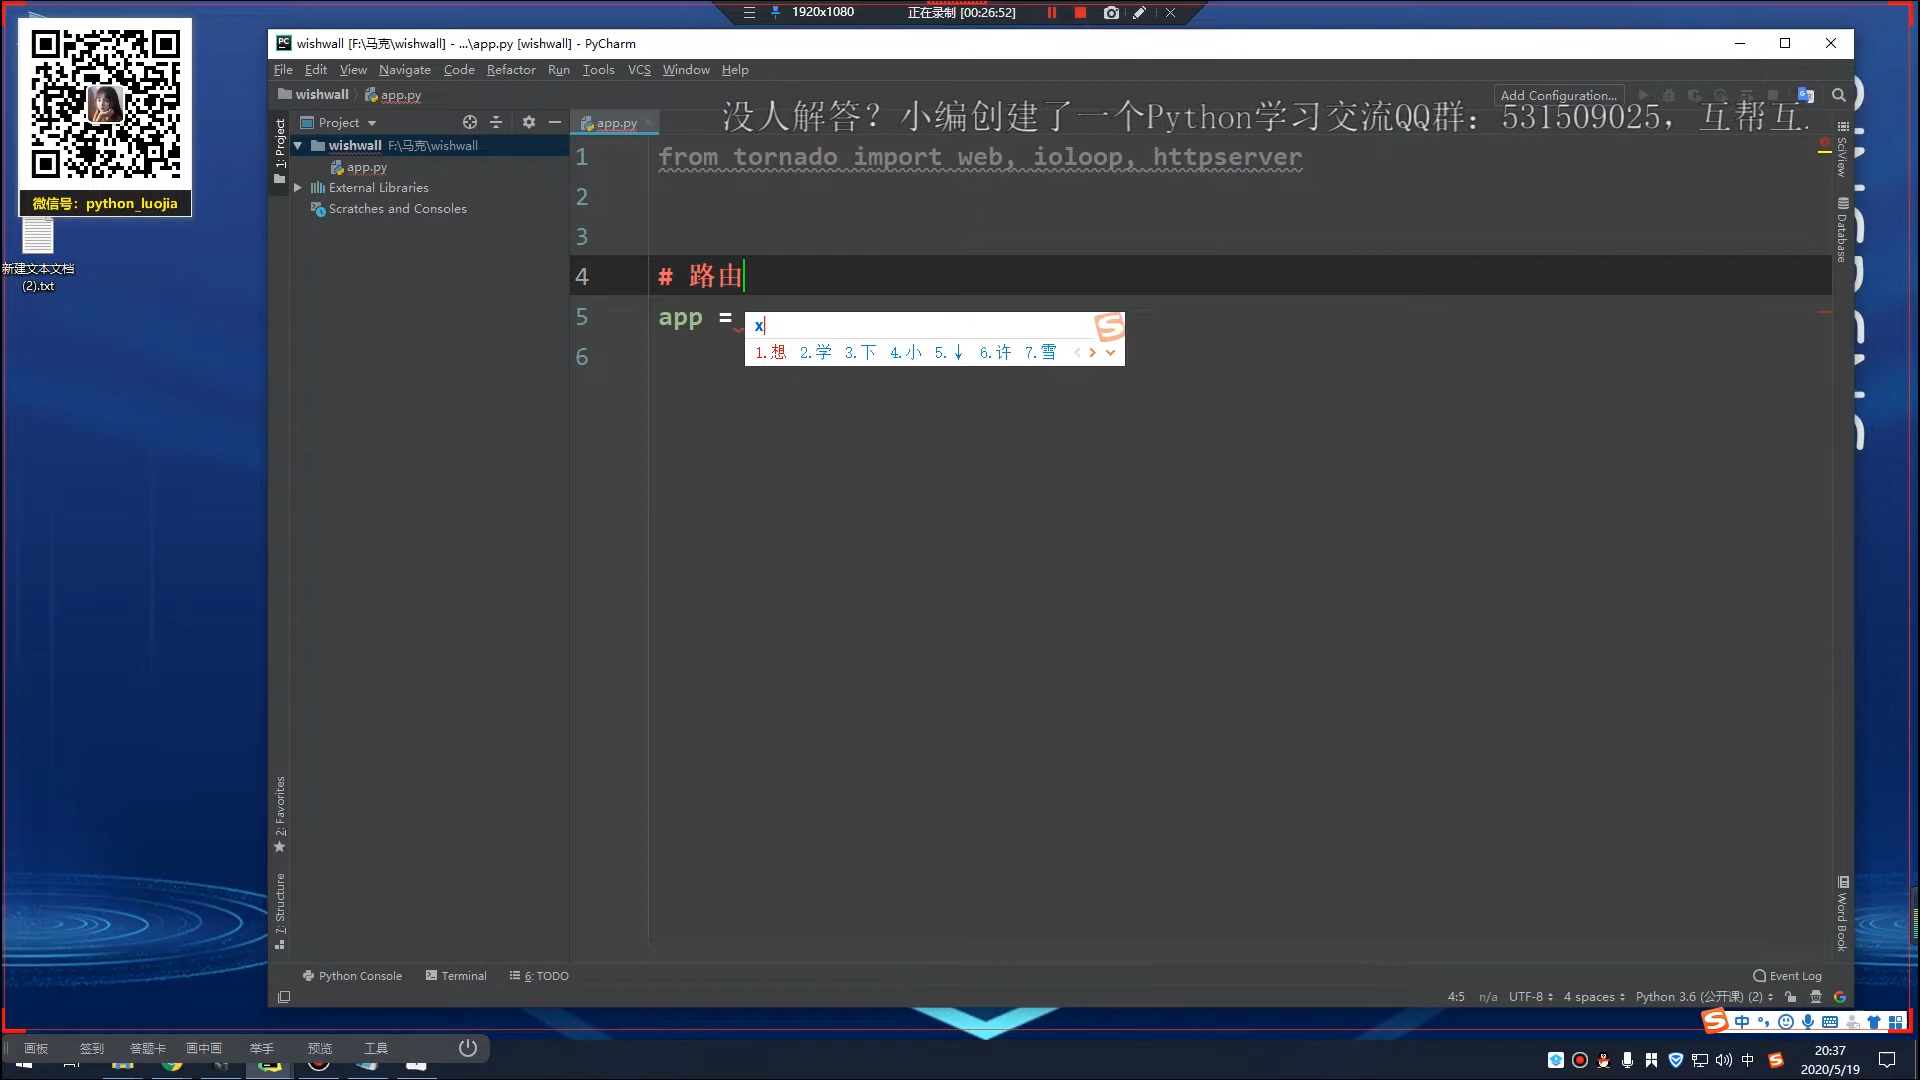 1920x1080
正在录制 [00:26:52]
微信号: python_luojia
新建文本文档
(2).txt
wishwall [F:\马克\wishwall] - ...\app.py [wishwall] - PyCharm
File Edit View Navigate Code Refactor Run Tools VCS Window Help
wishwall app.py
Add Configuration...
没人解答? 小编创建了一个Python学习交流QQ群: 531509025, 互帮互.
1: Project
Project
app.py
wishwall F:\马克\wishwall
app.py
External Libraries
Scratches and Consoles
1 from tornado import web, ioloop, httpserver
2
3
4 # 路由
5 app =
6
x
1.想 2.学 3.下 4.小 5.↓ 6.许 7.雪
SciView
Database
Word Book
2: Favorites
7: Structure
Python Console
Terminal
6: TODO
Event Log
4:5 n/a UTF-8 4 spaces Python 3.6 (公开课) (2)
中
画板 签到 答题卡 画中画 举手 预览 工具
中
20:37
2020/5/19